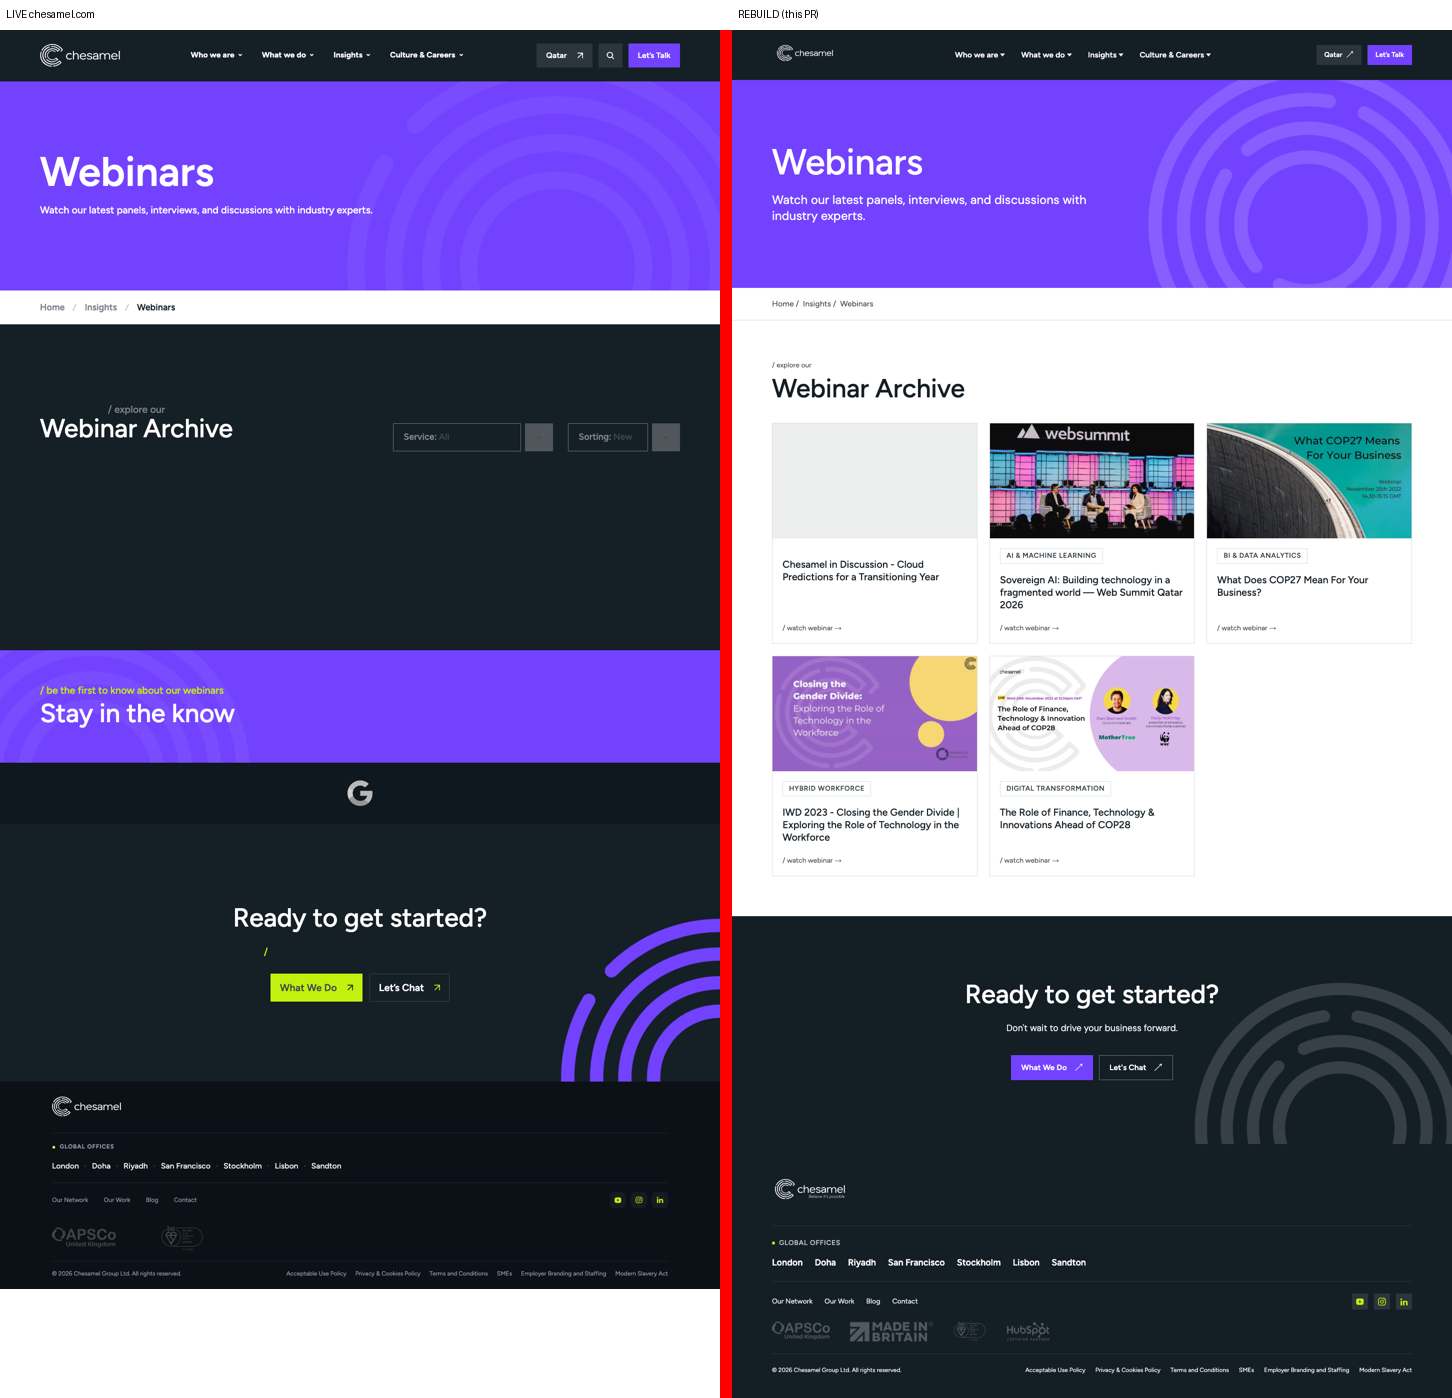 LIVE chesamel.com
chesamel
Who we are
What we do
Insights
Culture & Careers
Qatar
Let's Talk
Webinars
Watch our latest panels, interviews, and discussions with industry experts.
Home / Insights / Webinars
/ explore our
Webinar Archive
Service: All
Sorting: New
/ be the first to know about our webinars
Stay in the know
G
Ready to get started?
/
What We Do
Let's Chat
chesamel
GLOBAL OFFICES
London · Doha · Riyadh · San Francisco · Stockholm · Lisbon · Sandton
Our Network Our Work Blog Contact
in
APSCo
United Kingdom
© 2026 Chesamel Group Ltd. All rights reserved.
Acceptable Use Policy Privacy & Cookies Policy Terms and Conditions SMEs Employer Branding and Staffing Modern Slavery Act
REBUILD (this PR)
chesamel
Who we are
What we do
Insights
Culture & Careers
Qatar
Let's Talk
Webinars
Watch our latest panels, interviews, and discussions with
industry experts.
Home / Insights / Webinars
/ explore our
Webinar Archive
Chesamel in Discussion - Cloud
Predictions for a Transitioning Year
/ watch webinar →
websummit
AI & MACHINE LEARNING
Sovereign AI: Building technology in a
fragmented world — Web Summit Qatar
2026
/ watch webinar →
What COP27 Means
For Your Business
Webinar
BI & DATA ANALYTICS
What Does COP27 Mean For Your
Business?
/ watch webinar →
Closing the
Gender Divide:
Exploring the Role of
Technology in the
Workforce
HYBRID WORKFORCE
IWD 2023 - Closing the Gender Divide |
Exploring the Role of Technology in the
Workforce
/ watch webinar →
chesamel
The Role of Finance,
Technology & Innovation
Ahead of COP28
MotherTree
WWF
DIGITAL TRANSFORMATION
The Role of Finance, Technology &
Innovations Ahead of COP28
/ watch webinar →
Ready to get started?
Don't wait to drive your business forward.
What We Do
Let's Chat
chesamel
GLOBAL OFFICES
London Doha Riyadh San Francisco Stockholm Lisbon Sandton
Our Network Our Work Blog Contact
in
APSCo
United Kingdom
MADE IN
BRITAIN
HubSpot
© 2026 Chesamel Group Ltd. All rights reserved.
Acceptable Use Policy Privacy & Cookies Policy Terms and Conditions SMEs Employer Branding and Staffing Modern Slavery Act